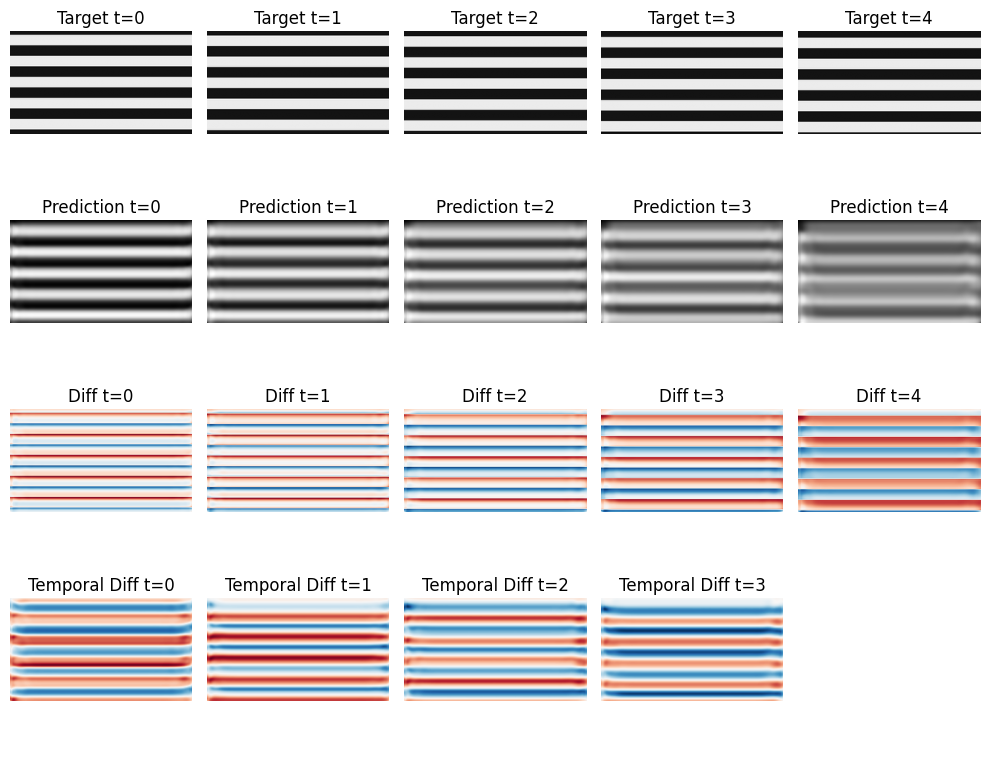 Target t=0 Target t=1 Target t=2 Target t=3 Target t=4
Prediction t=0 Prediction t=1 Prediction t=2 Prediction t=3 Prediction t=4
Diff t=0 Diff t=1 Diff t=2 Diff t=3 Diff t=4
Temporal Diff t=0 Temporal Diff t=1 Temporal Diff t=2 Temporal Diff t=3